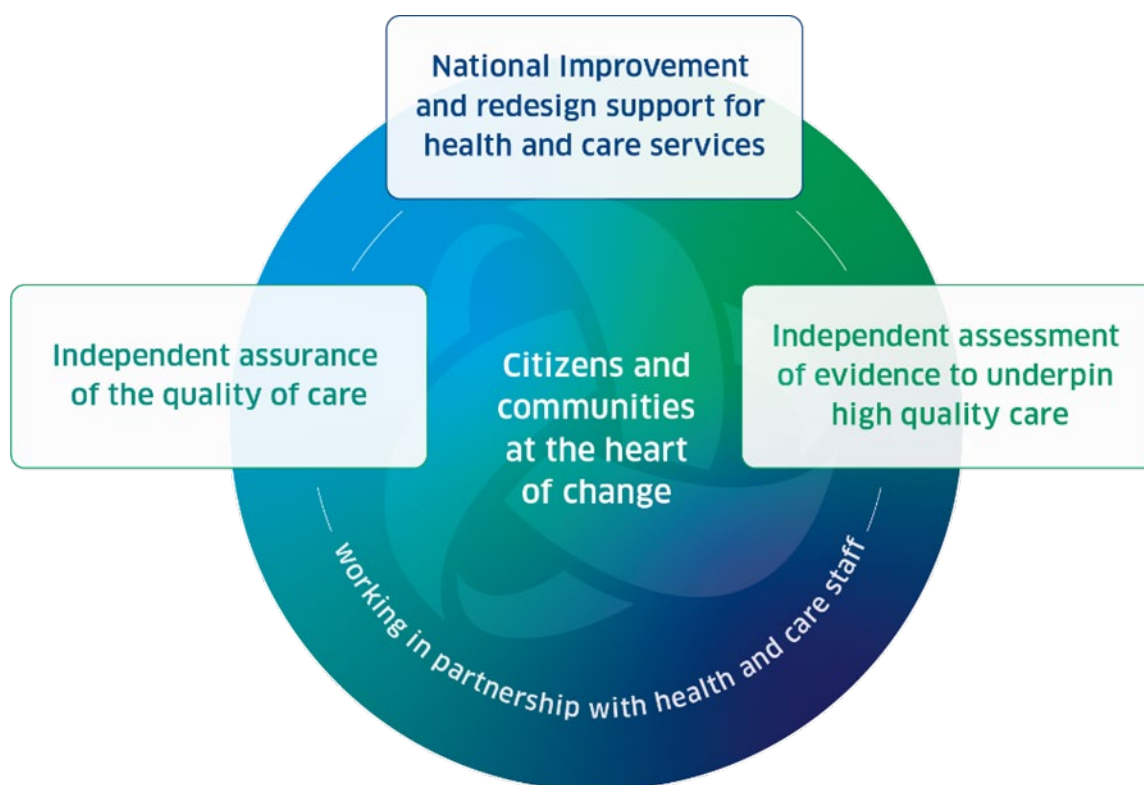 National Improvement
and redesign support for
health and care services
Independent assurance
of the quality of care
Citizens and
communities
at the heart
of change
Independent assessment
of evidence to underpin
high quality care
working in partnership with health and care staff